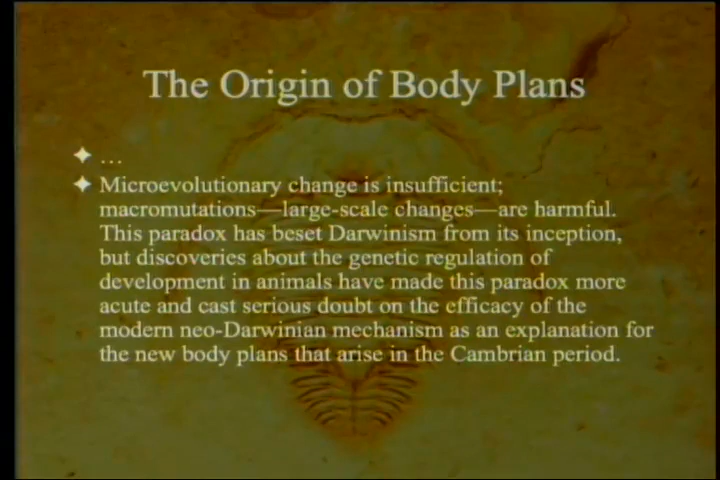 The Origin of Body Plans
…
Microevolutionary change is insufficient;
macromutations—large-scale changes—are harmful.
This paradox has beset Darwinism from its inception,
but discoveries about the genetic regulation of
development in animals have made this paradox more
acute and cast serious doubt on the efficacy of the
modern neo-Darwinian mechanism as an explanation for
the new body plans that arise in the Cambrian period.